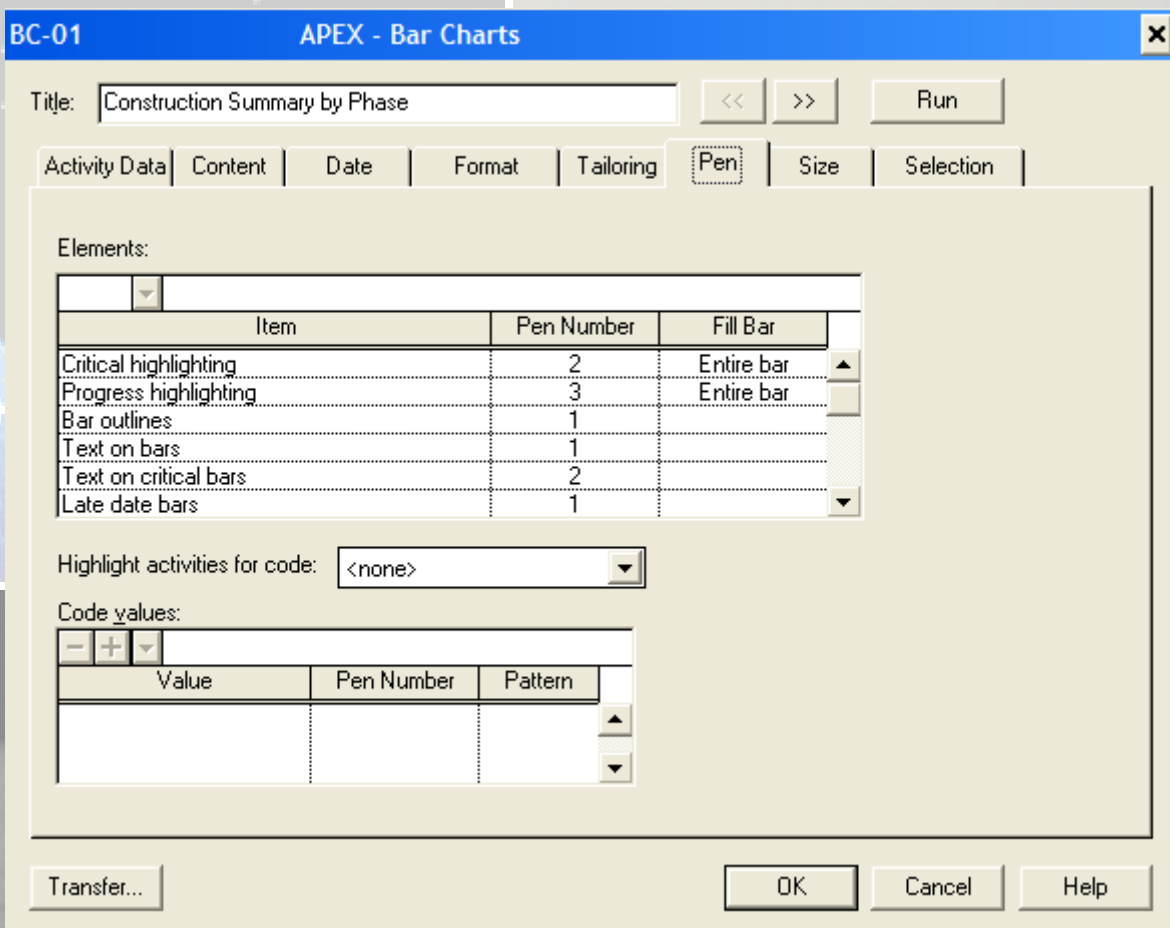 BC-01 APEX - Bar Charts
Title: Construction Summary by Phase << >> Run
Activity Data Content Date Format Tailoring Pen Size Selection
Elements:
Item Pen Number Fill Bar
Critical highlighting 2 Entire bar
Progress highlighting 3 Entire bar
Bar outlines 1
Text on bars 1
Text on critical bars 2
Late date bars 1
Highlight activities for code: <none>
Code values:
Value Pen Number Pattern
Transfer... OK Cancel Help